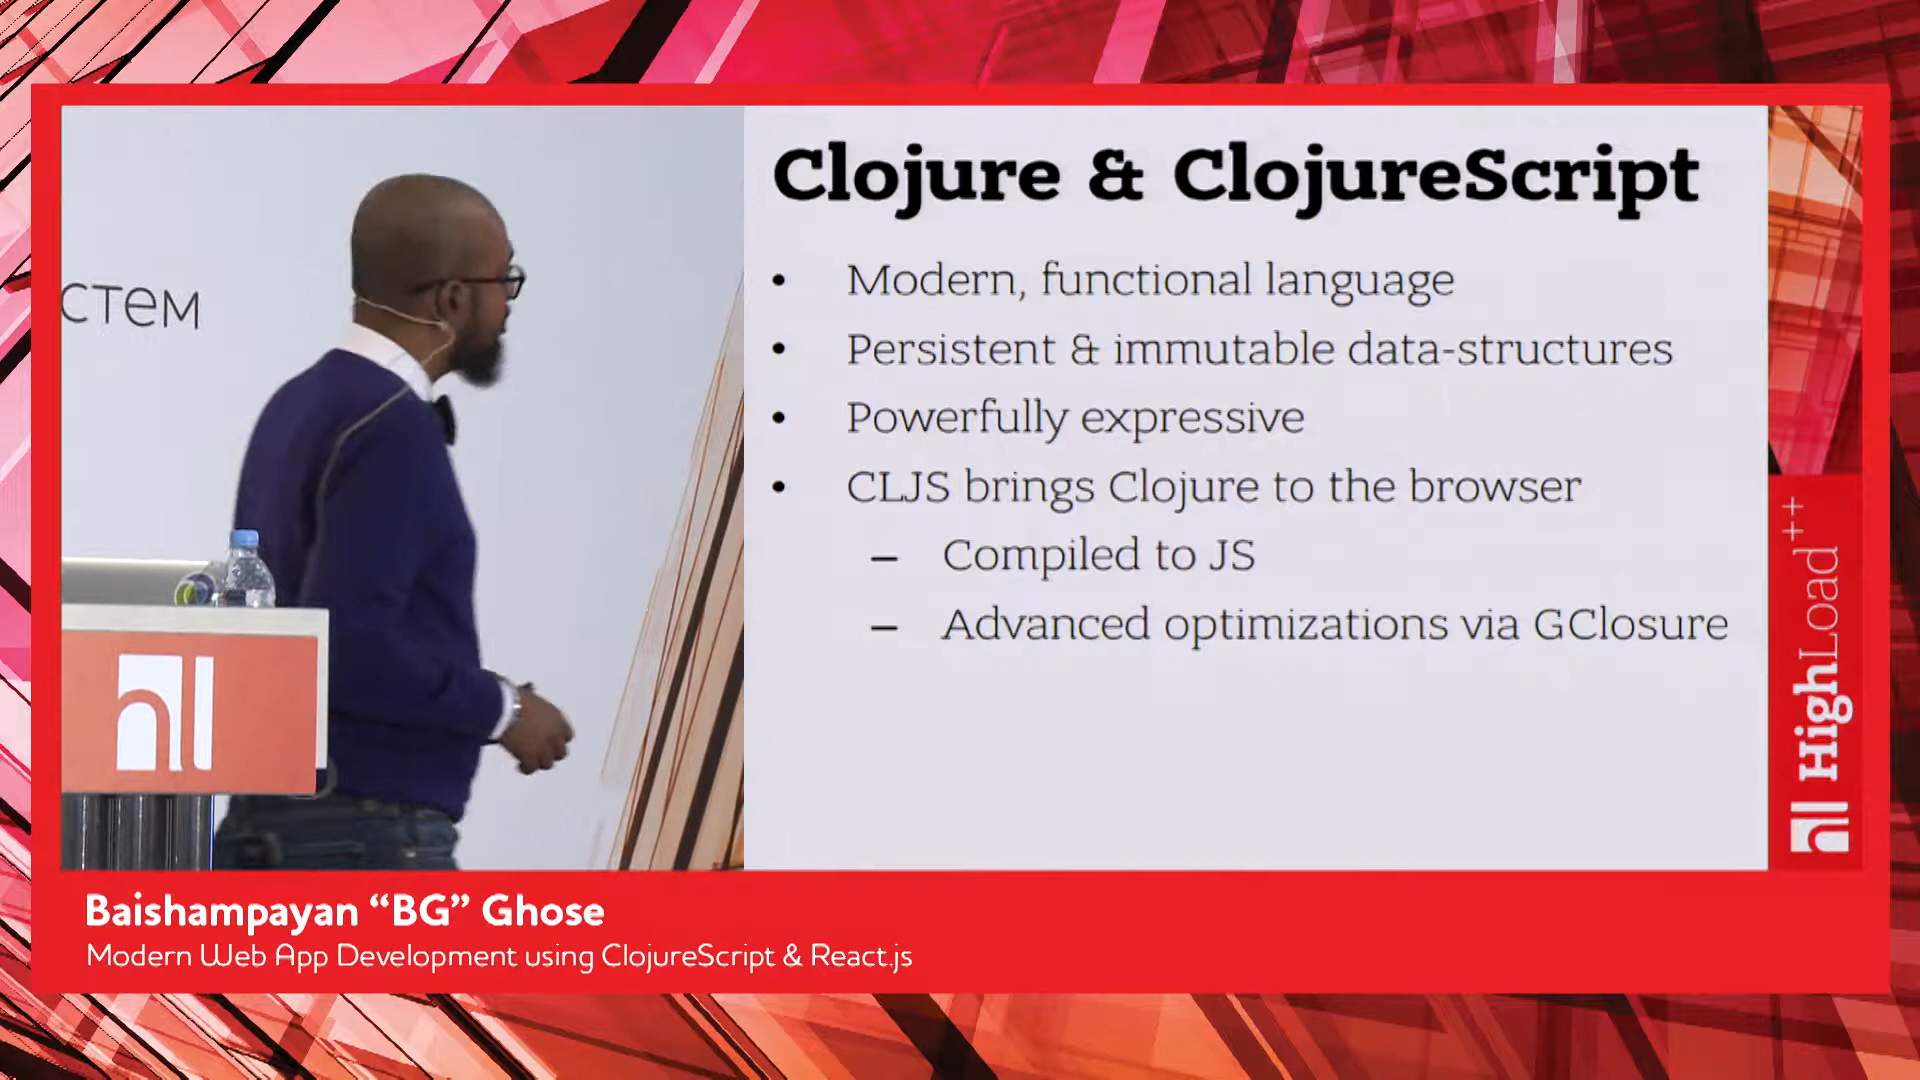 стем
Clojure & ClojureScript
• Modern, functional language
• Persistent & immutable data-structures
• Powerfully expressive
• CLJS brings Clojure to the browser
– Compiled to JS
– Advanced optimizations via GClosure
HighLoad++
Baishampayan “BG” Ghose
Modern Web App Development using ClojureScript & React.js